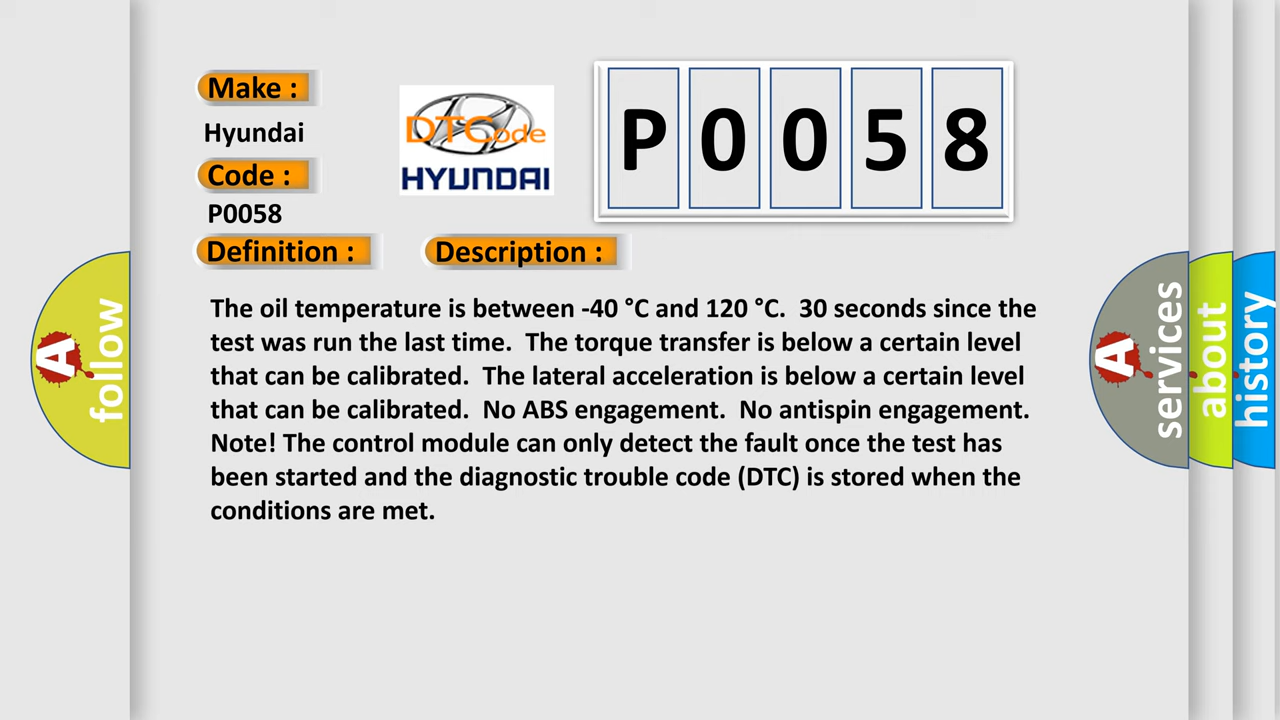 Make :
Hyundai
Code :
P0058
Definition :
Description :
DTCode
HYUNDAI
P0058
The oil temperature is between -40 °C and 120 °C.  30 seconds since the
test was run the last time.  The torque transfer is below a certain level
that can be calibrated.  The lateral acceleration is below a certain level
that can be calibrated.  No ABS engagement.  No antispin engagement.
Note! The control module can only detect the fault once the test has
been started and the diagnostic trouble code (DTC) is stored when the
conditions are met.
A
follow
A
services
about
history